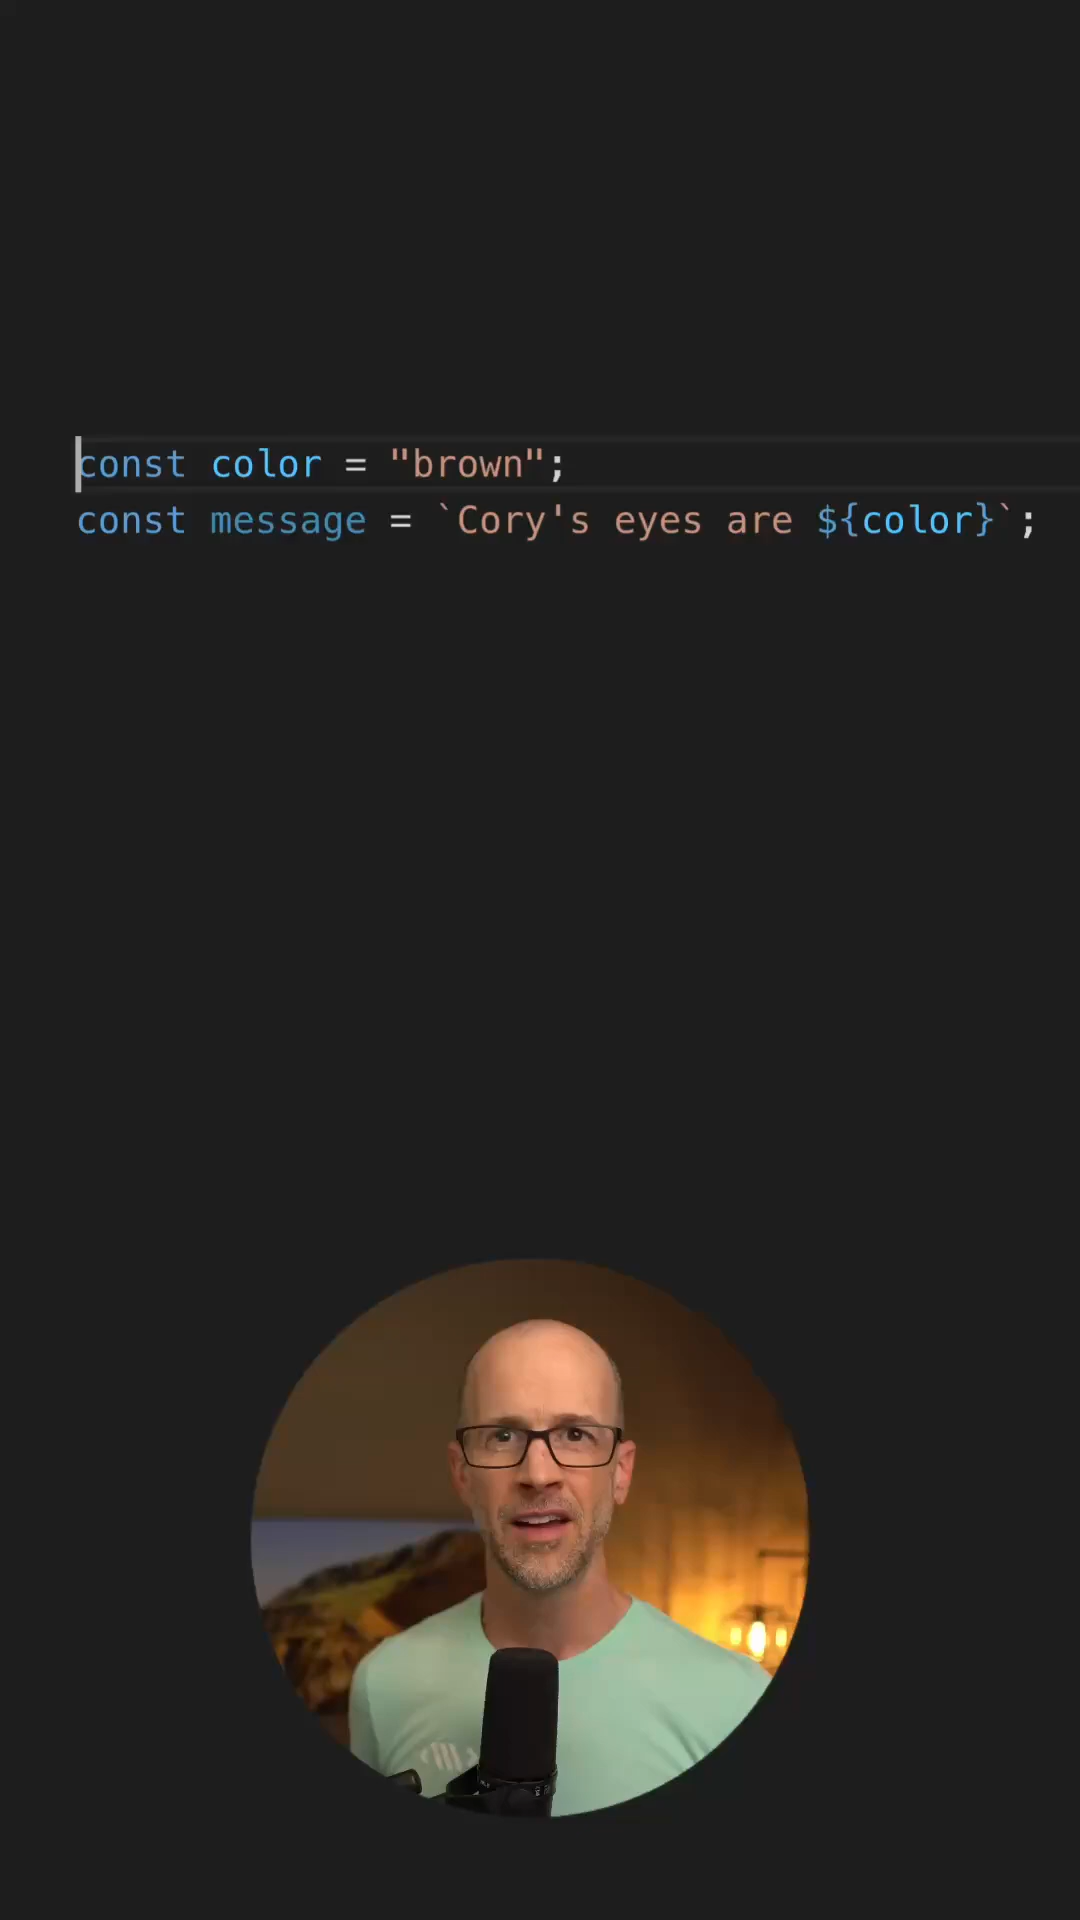 const color = "brown";
const message = `Cory's eyes are ${color}`;